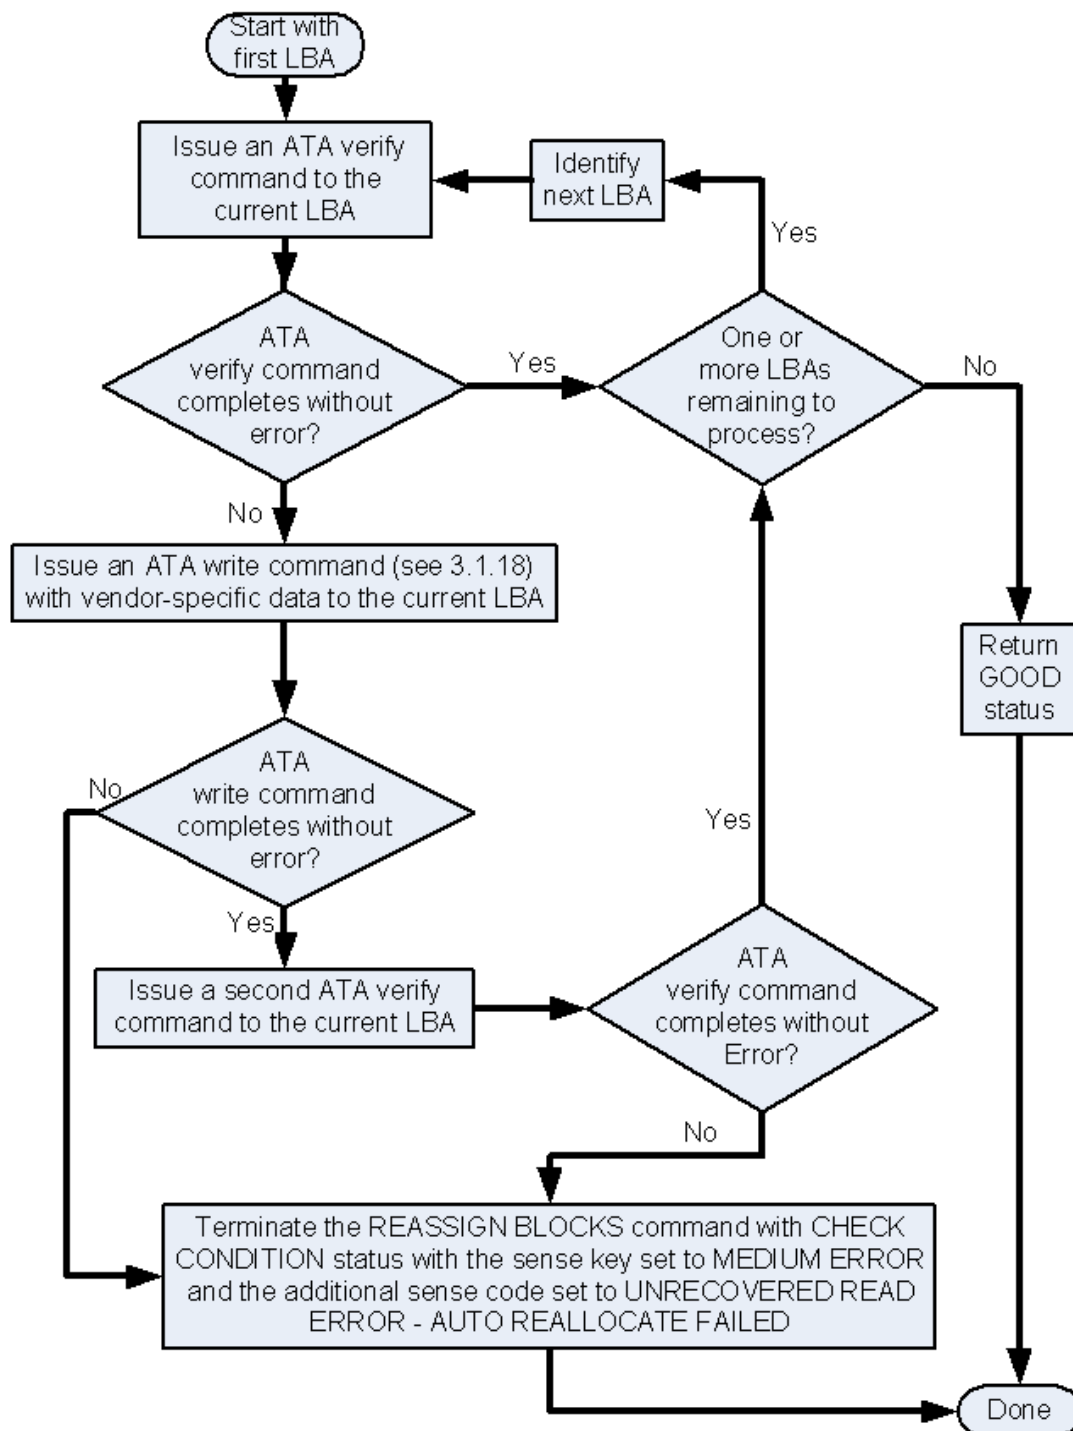 Start with
first LBA
Issue an ATA verify
command to the
current LBA
Identify
next LBA
Yes
ATA
verify command
completes without
error?
Yes
One or
more LBAs
remaining to
process?
No
No
Issue an ATA write command (see 3.1.18)
with vendor-specific data to the current LBA
Return
GOOD
status
ATA
write command
completes without
error?
No
Yes
Yes
Issue a second ATA verify
command to the current LBA
ATA
verify command
completes without
Error?
No
Terminate the REASSIGN BLOCKS command with CHECK
CONDITION status with the sense key set to MEDIUM ERROR
and the additional sense code set to UNRECOVERED READ
ERROR - AUTO REALLOCATE FAILED
Done